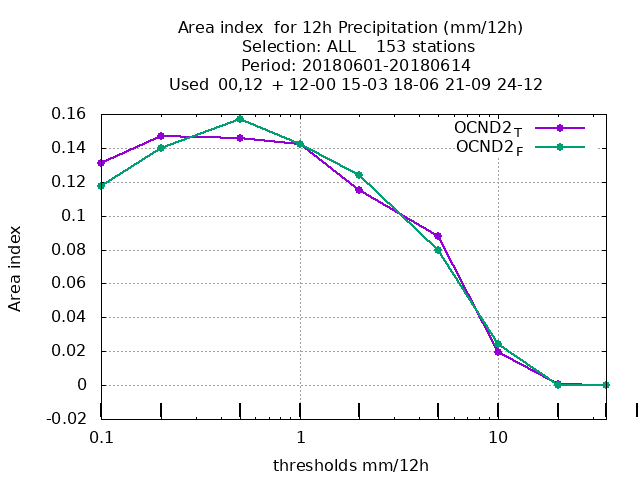 Area index  for 12h Precipitation (mm/12h)
Selection: ALL    153 stations
Period: 20180601-20180614
Used  00,12  + 12-00 15-03 18-06 21-09 24-12
OCND2T
OCND2F
0.16
0.14
0.12
0.1
0.08
0.06
0.04
0.02
0
-0.02
Area index
0.1 1 10
thresholds mm/12h